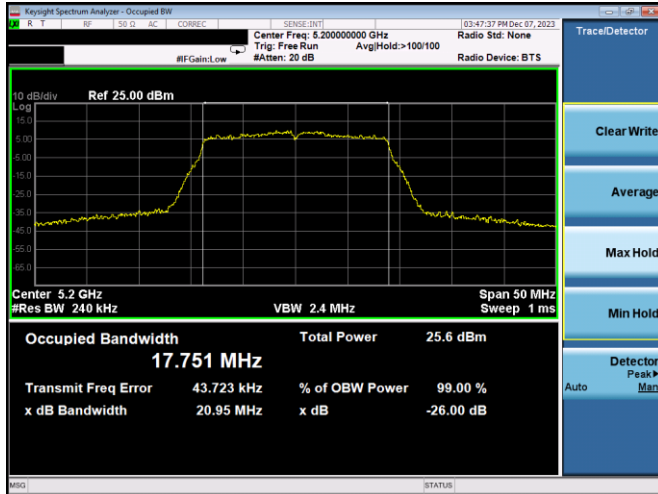 Keysight Spectrum Analyzer - Occupied BW
R T RF 50 Ω AC CORREC SENSE:INT 03:47:37 PM Dec 07, 2023
Center Freq: 5.200000000 GHz Radio Std: None
Trig: Free Run Avg|Hold:>100/100
#IFGain:Low #Atten: 20 dB Radio Device: BTS
Trace/Detector
10 dB/div Ref 25.00 dBm
Log
15.0
5.00
-5.00
-15.0
-25.0
-35.0
-45.0
-55.0
-65.0
Center 5.2 GHz Span 50 MHz
#Res BW 240 kHz VBW 2.4 MHz Sweep 1 ms
Occupied Bandwidth Total Power 25.6 dBm
17.751 MHz
Transmit Freq Error 43.723 kHz % of OBW Power 99.00 %
x dB Bandwidth 20.95 MHz x dB -26.00 dB
Clear Write
Average
Max Hold
Min Hold
Detector
Peak▶
Auto Man
MSG STATUS